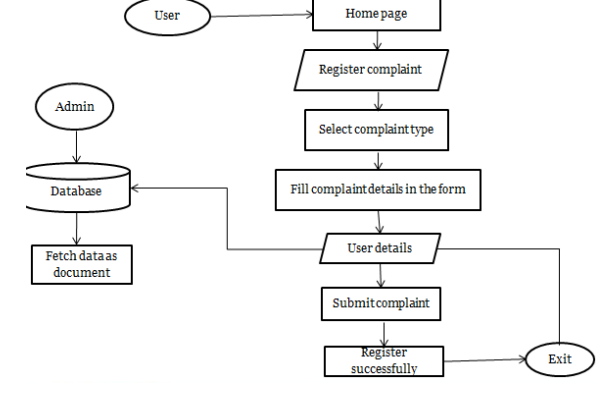 User
Home page
Register complaint
Admin
Select complaint type
Database
Fill complaint details in the form
Fetch data as
document
User details
Submit complaint
Register
successfully
Exit